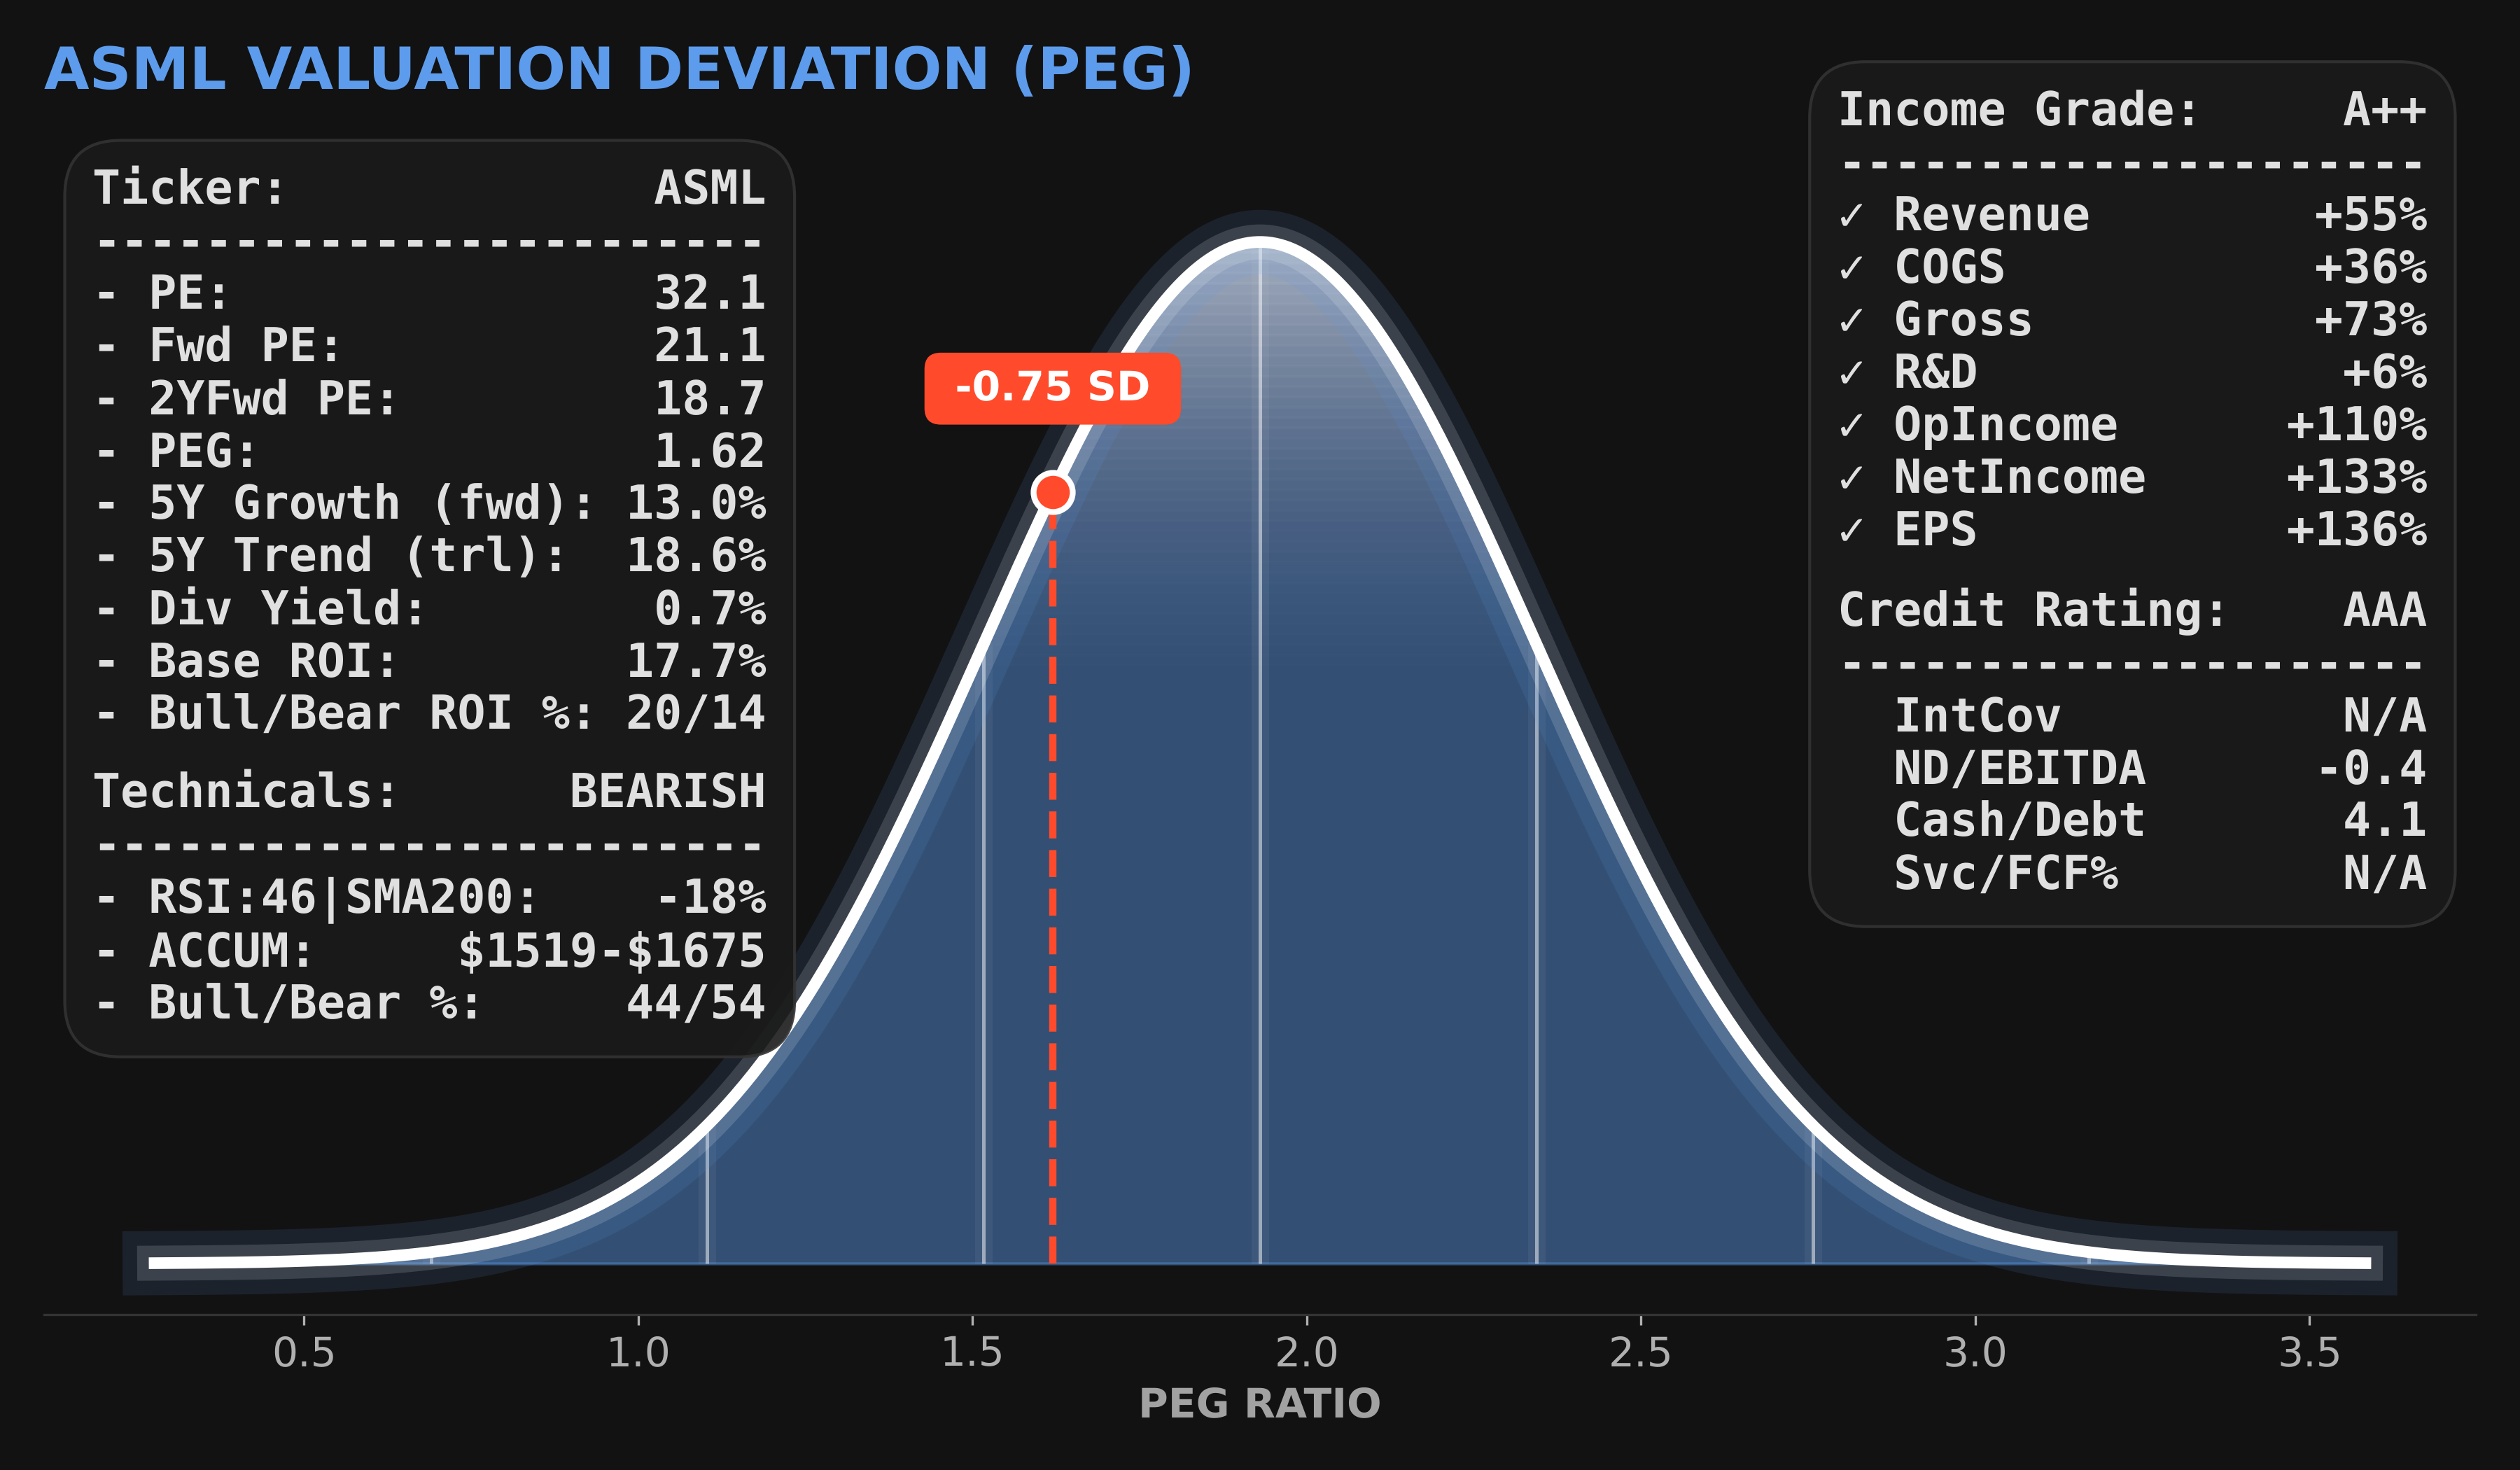 ASML VALUATION DEVIATION (PEG)
Ticker: ASML
------------------------
- PE: 32.1
- Fwd PE: 21.1
- 2YFwd PE: 18.7
- PEG: 1.62
- 5Y Growth (fwd): 13.0%
- 5Y Trend (trl): 18.6%
- Div Yield: 0.7%
- Base ROI: 17.7%
- Bull/Bear ROI %: 20/14
Technicals: BEARISH
------------------------
- RSI:46|SMA200: -18%
- ACCUM: $1519-$1675
- Bull/Bear %: 44/54
-0.75 SD
Income Grade: A++
---------------------
✓ Revenue +55%
✓ COGS +36%
✓ Gross +73%
✓ R&D +6%
✓ OpIncome +110%
✓ NetIncome +133%
✓ EPS +136%
Credit Rating: AAA
---------------------
IntCov N/A
ND/EBITDA -0.4
Cash/Debt 4.1
Svc/FCF% N/A
0.5 1.0 1.5 2.0 2.5 3.0 3.5
PEG RATIO